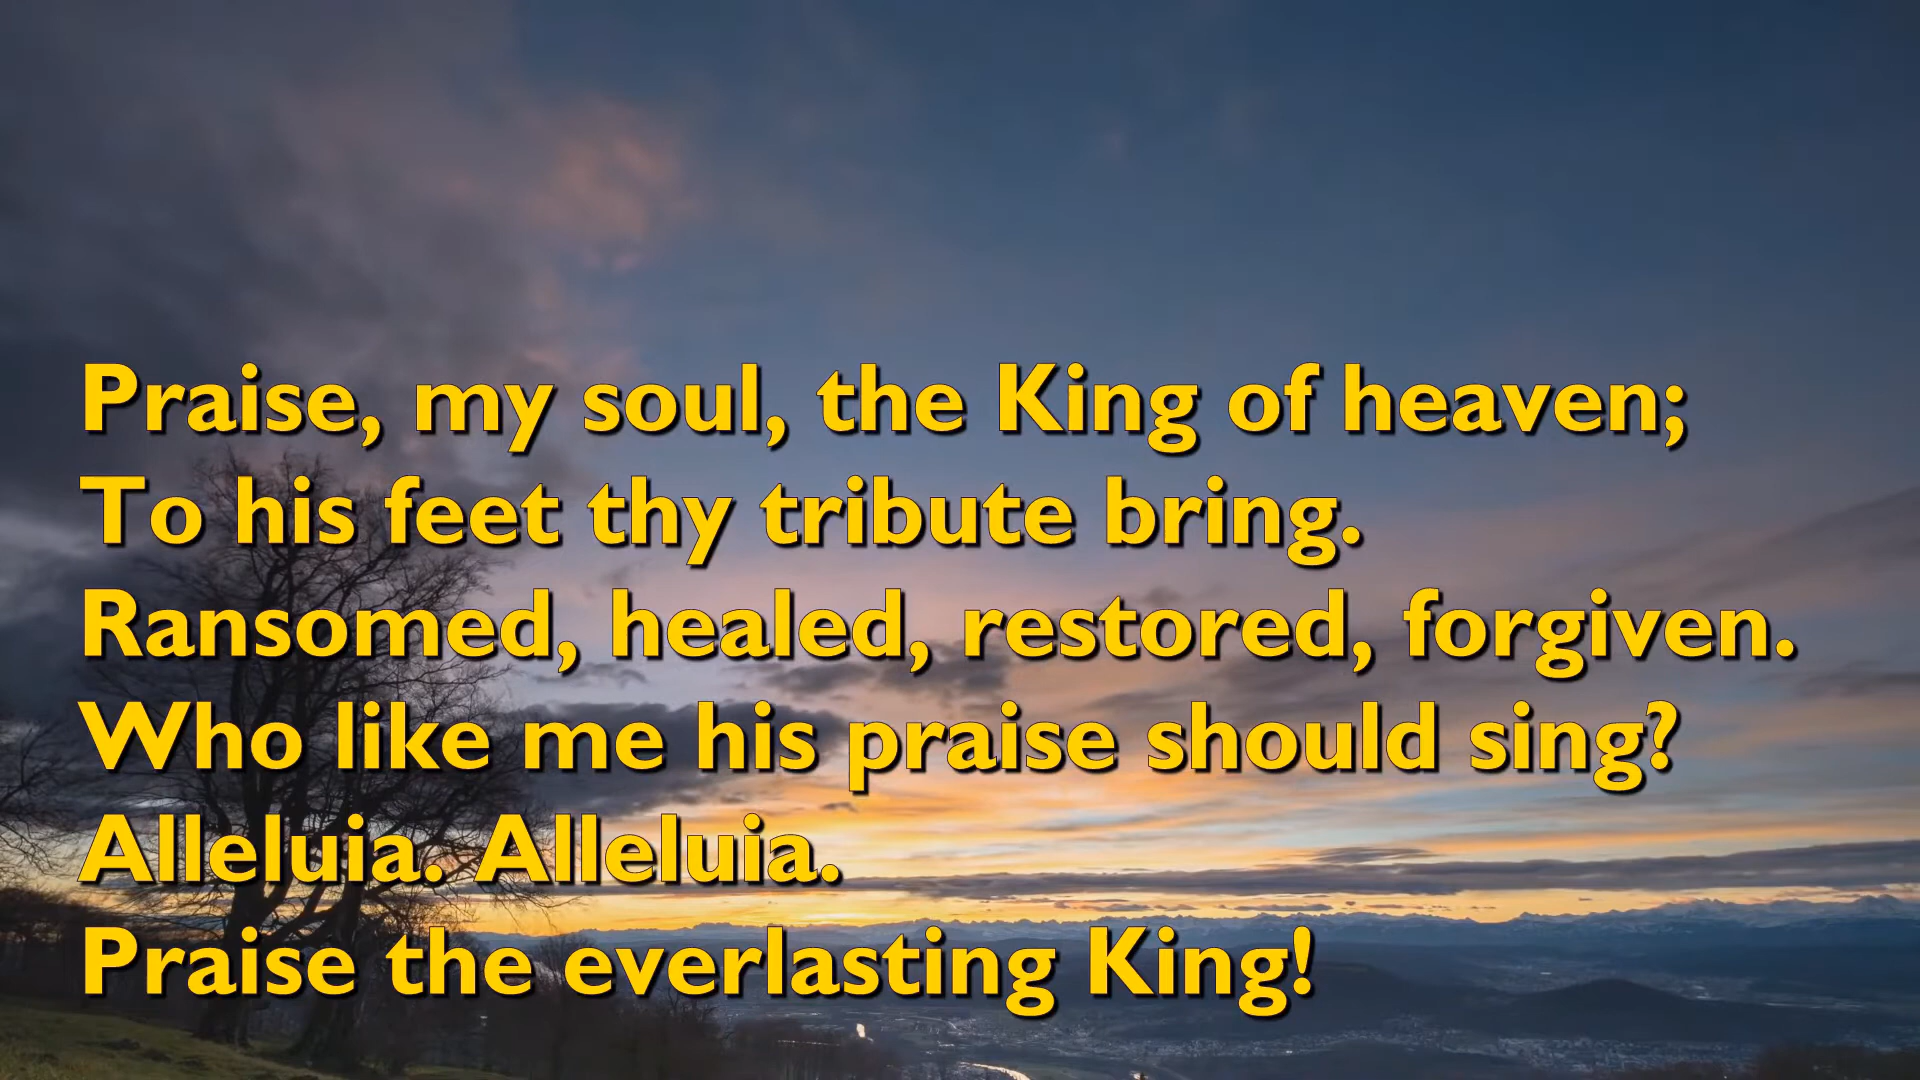 Praise, my soul, the King of heaven;
To his feet thy tribute bring.
Ransomed, healed, restored, forgiven.
Who like me his praise should sing?
Alleluia. Alleluia.
Praise the everlasting King!